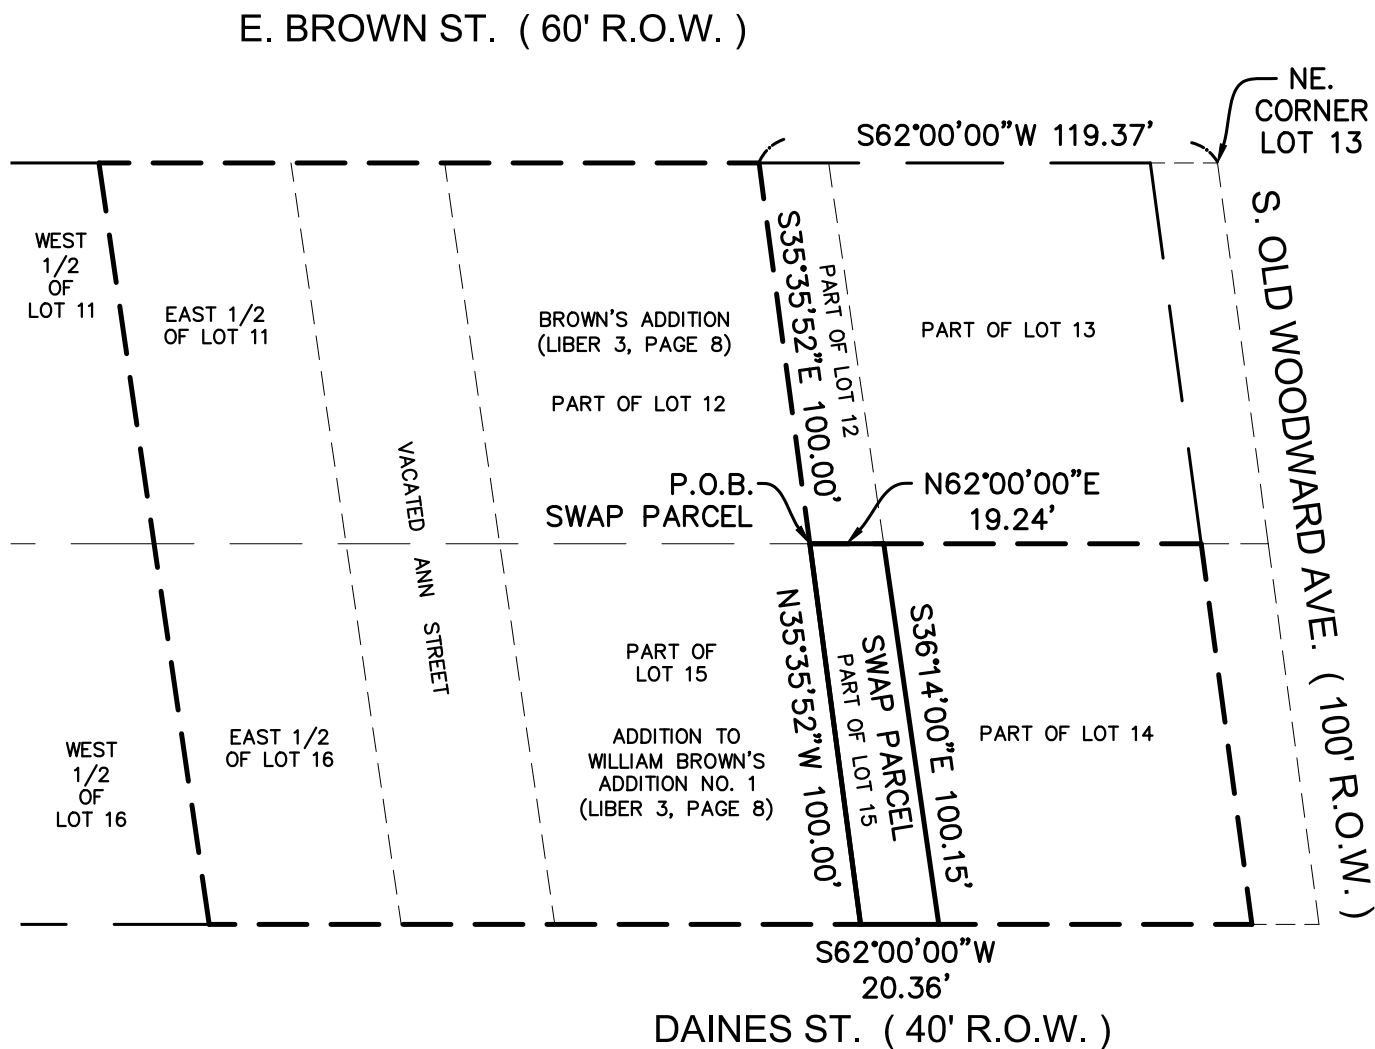 E. BROWN ST. ( 60' R.O.W. )
NE.
CORNER
LOT 13
S62°00'00"W 119.37'
WEST
1/2
OF
LOT 11
EAST 1/2
OF LOT 11
BROWN'S ADDITION
(LIBER 3, PAGE 8)
PART OF LOT 12
S35°35'52"E 100.00'
PART OF LOT 12
PART OF LOT 13
S. OLD WOODWARD AVE. ( 100' R.O.W. )
VACATED ANN STREET
P.O.B.
SWAP PARCEL
N62°00'00"E
19.24'
WEST
1/2
OF
LOT 16
EAST 1/2
OF LOT 16
PART OF
LOT 15
ADDITION TO
WILLIAM BROWN'S
ADDITION NO. 1
(LIBER 3, PAGE 8)
N35°35'52"W 100.00'
SWAP PARCEL
PART OF LOT 15
S36°14'00"E 100.15'
PART OF LOT 14
S62°00'00"W
20.36'
DAINES ST. ( 40' R.O.W. )